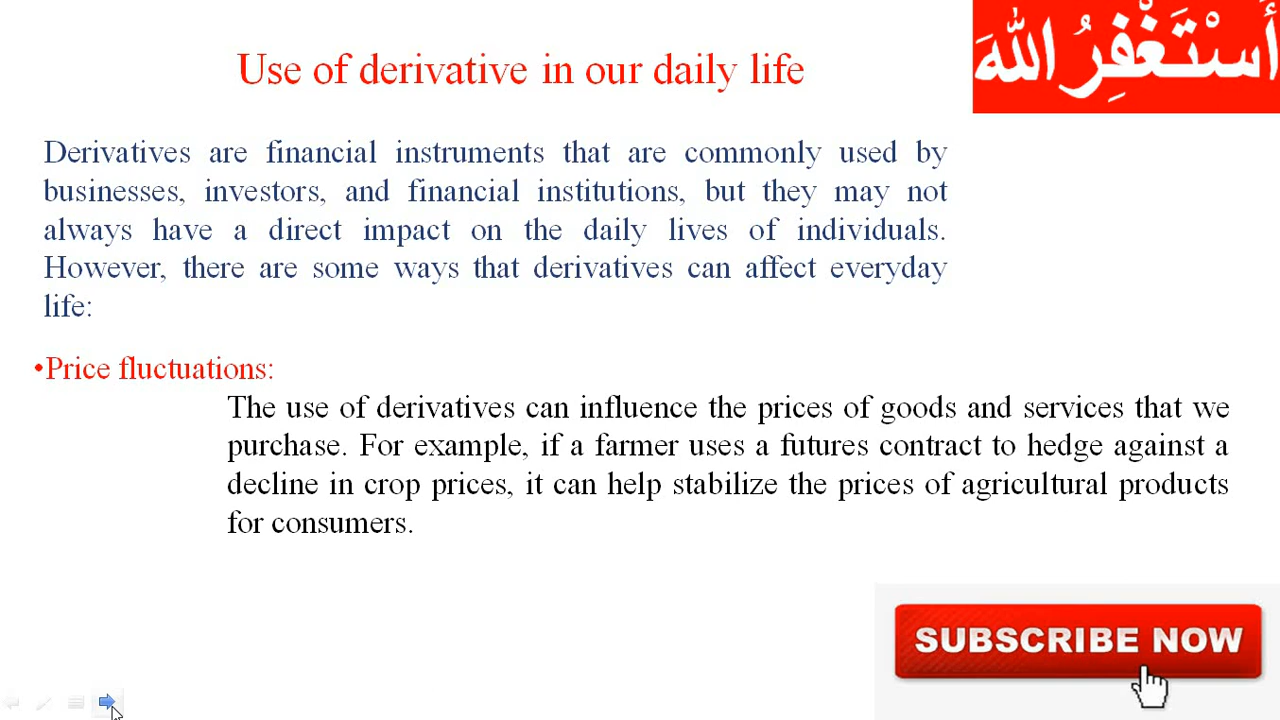 Use of derivative in our daily life
أَسْتَغْفِرُ اللهَ
Derivatives are financial instruments that are commonly used by
businesses, investors, and financial institutions, but they may not
always have a direct impact on the daily lives of individuals.
However, there are some ways that derivatives can affect everyday
life:
•Price fluctuations:
The use of derivatives can influence the prices of goods and services that we
purchase. For example, if a farmer uses a futures contract to hedge against a
decline in crop prices, it can help stabilize the prices of agricultural products
for consumers.
SUBSCRIBE NOW